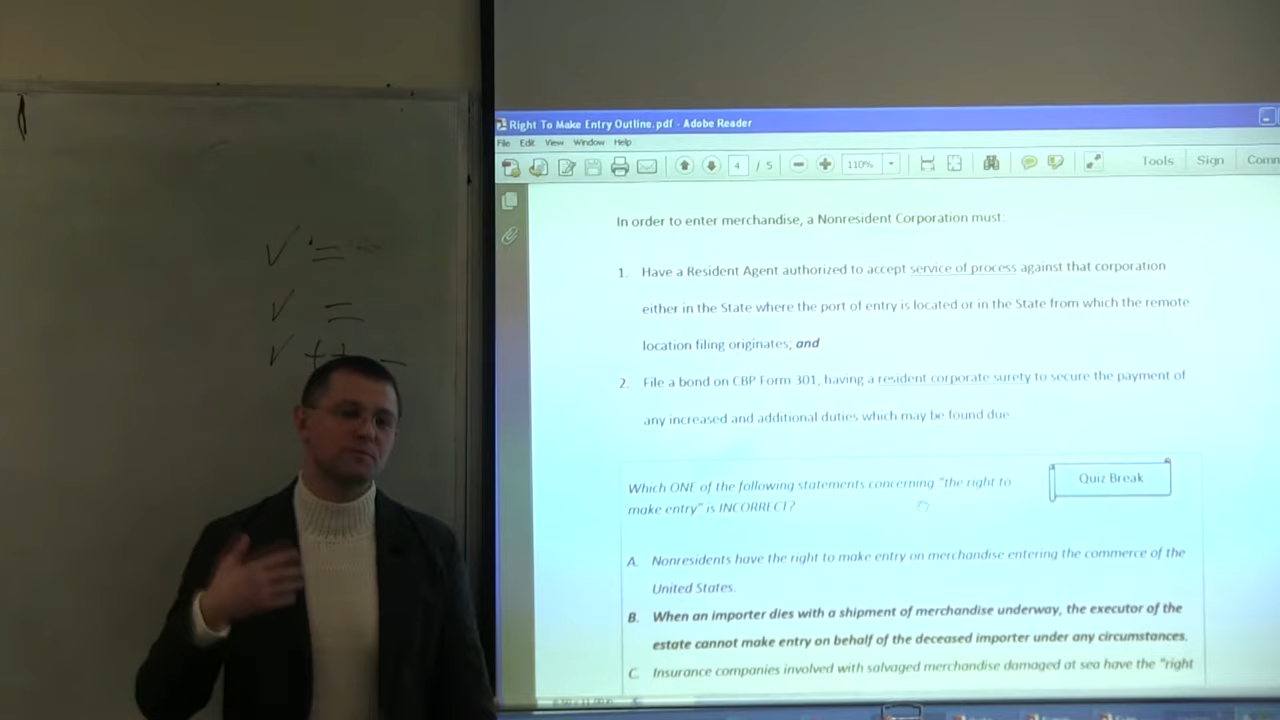 Right To Make Entry Outline.pdf - Adobe Reader
File Edit View Window Help
4 / 5 110% Tools Sign Comm
In order to enter merchandise, a Nonresident Corporation must:
1. Have a Resident Agent authorized to accept service of process against that corporation
either in the State where the port of entry is located or in the State from which the remote
location filing originates; and
2. File a bond on CBP Form 301, having a resident corporate surety to secure the payment of
any increased and additional duties which may be found due.
Which ONE of the following statements concerning "the right to
make entry" is INCORRECT?
Quiz Break
A. Nonresidents have the right to make entry on merchandise entering the commerce of the
United States.
B. When an importer dies with a shipment of merchandise underway, the executor of the
estate cannot make entry on behalf of the deceased importer under any circumstances.
C. Insurance companies involved with salvaged merchandise damaged at sea have the "right
✓ =
✓ =
✓ ++ –